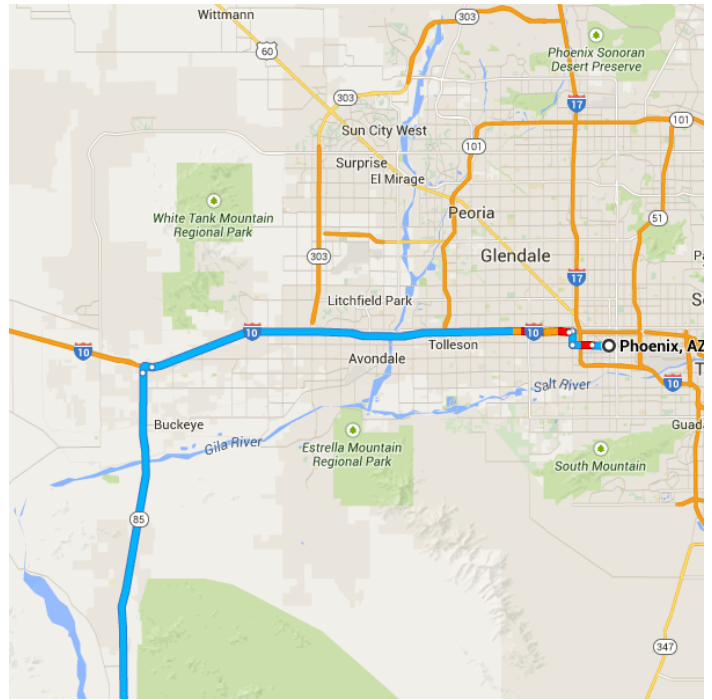 Wittmann
303
60
Phoenix Sonoran
Desert Preserve
17
303
101
101
Sun City West
Surprise
El Mirage
White Tank Mountain
Regional Park
Peoria
51
303
Glendale
17
Litchfield Park
10
10
Tolleson
Phoenix, AZ
10
Avondale
Salt River
10
Buckeye
Gila River
Estrella Mountain
Regional Park
South Mountain
Guada
85
347